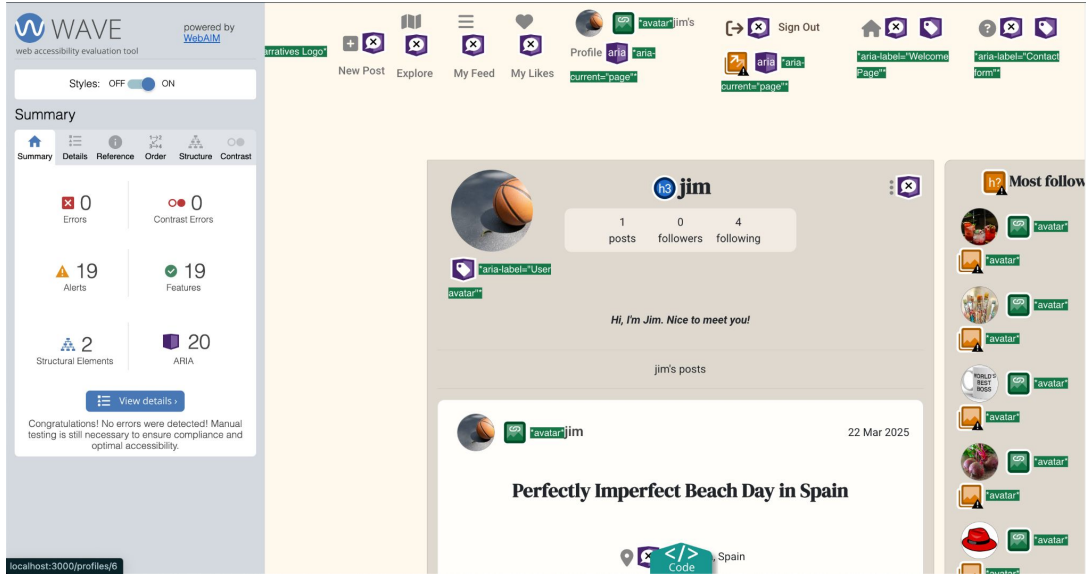 WAVE
powered by
WebAIM
web accessibility evaluation tool
Styles: OFF ON
Summary
Summary Details Reference Order Structure Contrast
0
Errors
0
Contrast Errors
19
Alerts
19
Features
2
Structural Elements
20
ARIA
View details ›
Congratulations! No errors were detected! Manual
testing is still necessary to ensure compliance and
optimal accessibility.
localhost:3000/profiles/6
Logo*
New Post
Explore
My Feed
My Likes
*avatar*jim's
Profile aria *aria-
current="page"*
Sign Out
aria *aria-
current="page"*
*aria-label="Welcome
Page"*
*aria-label="Contact
form"*
h3 jim
1 0 4
posts followers following
*aria-label="User
avatar"*
Hi, I'm Jim. Nice to meet you!
jim's posts
*avatar*jim
22 Mar 2025
Perfectly Imperfect Beach Day in Spain
Spain
</>
Code
h? Most follow
*avatar*
*avatar*
*avatar*
*avatar*
WORLD'S
BEST
BOSS
*avatar*
*avatar*
*avatar*
*avatar*
*avatar*
*avatar*